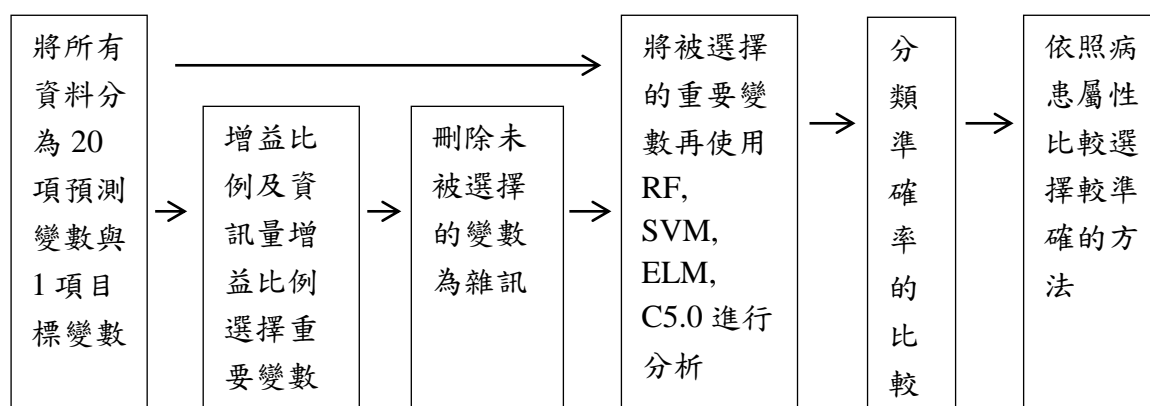 將所有
資料分
為 20
項預測
變數與
1 項目
標變數
增益比
例及資
訊量增
益比例
選擇重
要變數
刪除未
被選擇
的變數
為雜訊
將被選擇
的重要變
數再使用
RF,
SVM,
ELM,
C5.0 進行
分析
分
類
準
確
率
的
比
較
依照病
患屬性
比較選
擇較準
確的方
法